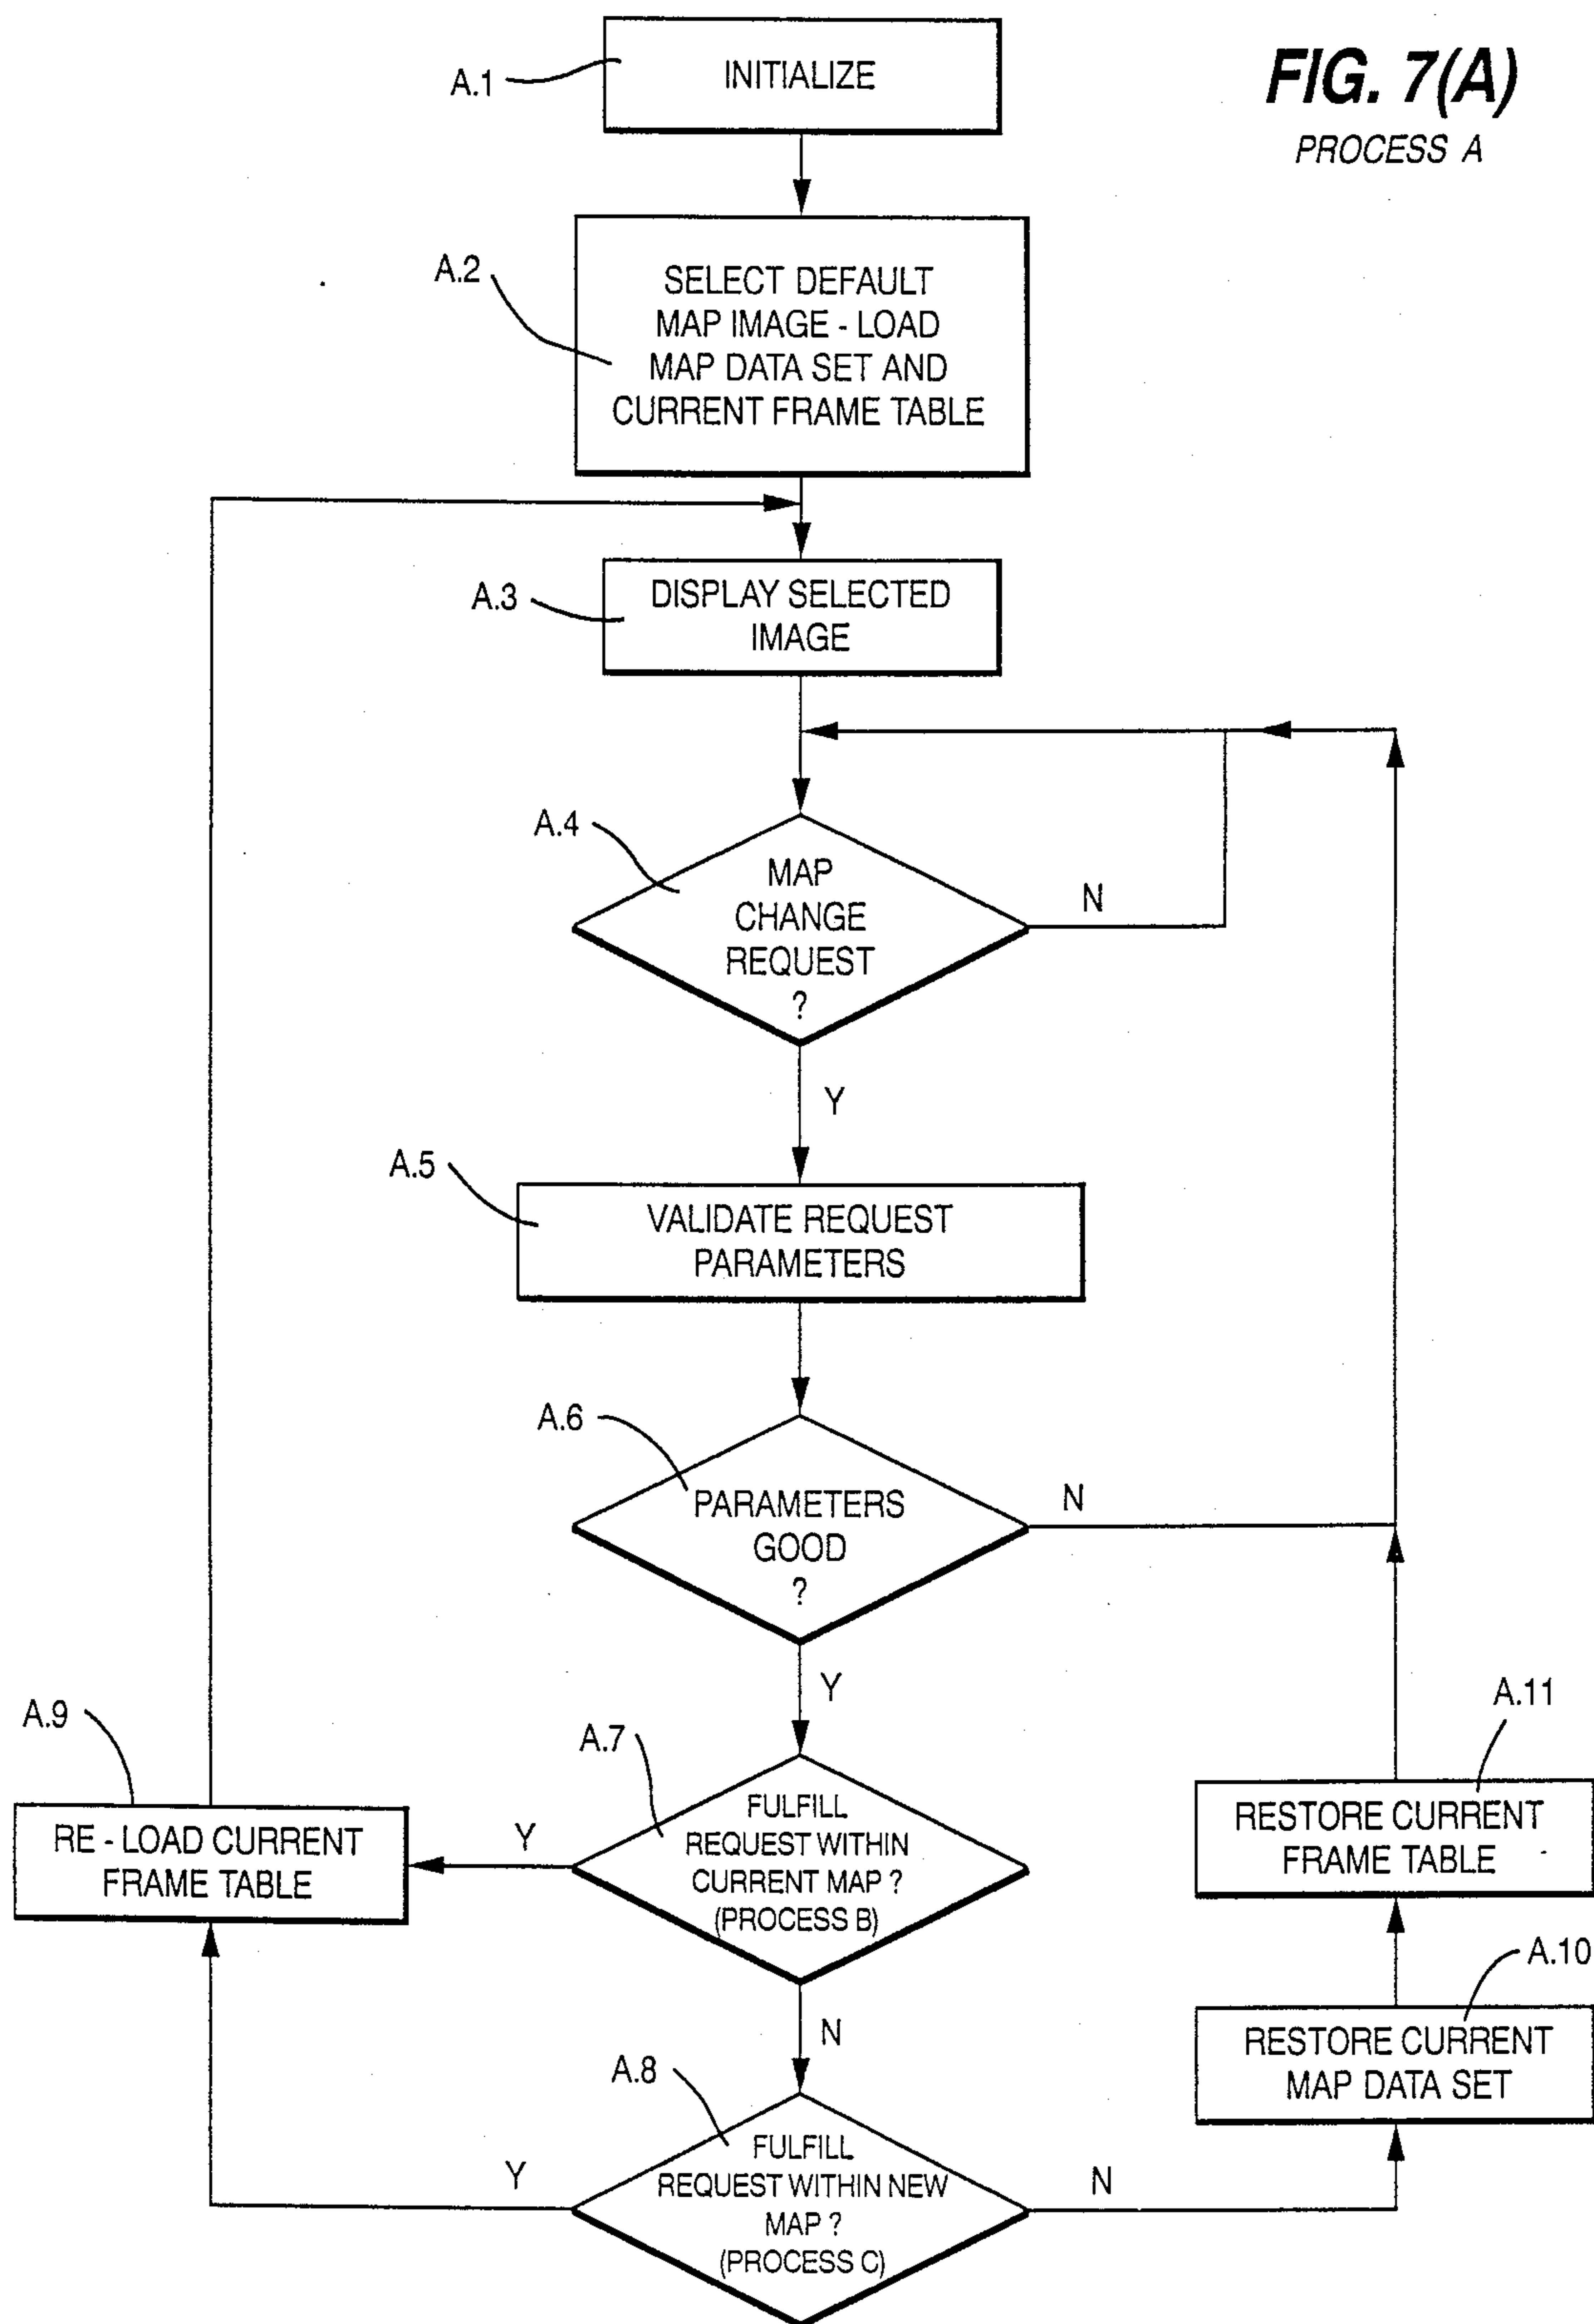 FIG. 7(A)
PROCESS A
A.1
INITIALIZE
A.2
SELECT DEFAULT
MAP IMAGE - LOAD
MAP DATA SET AND
CURRENT FRAME TABLE
A.3
DISPLAY SELECTED
IMAGE
A.4
MAP
CHANGE
REQUEST
?
N
Y
A.5
VALIDATE REQUEST
PARAMETERS
A.6
PARAMETERS
GOOD
?
N
Y
A.7
FULFILL
REQUEST WITHIN
CURRENT MAP ?
(PROCESS B)
Y
N
A.9
RE - LOAD CURRENT
FRAME TABLE
A.11
RESTORE CURRENT
FRAME TABLE
A.10
RESTORE CURRENT
MAP DATA SET
A.8
FULFILL
REQUEST WITHIN NEW
MAP ?
(PROCESS C)
Y
N